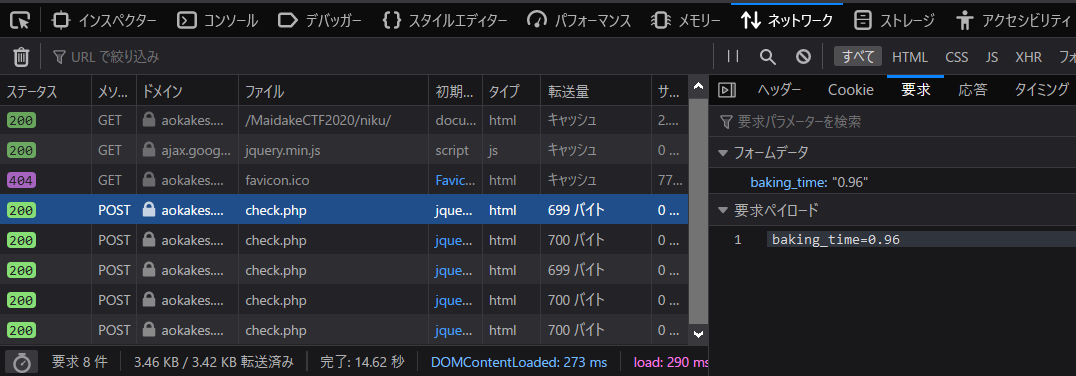 インスペクター コンソール デバッガー スタイルエディター パフォーマンス メモリー ネットワーク ストレージ アクセシビリティ
URL で絞り込み すべて HTML CSS JS XHR フォ
ステータス メソ... ドメイン ファイル 初期... タイプ 転送量 サ... ヘッダー Cookie 要求 応答 タイミング
200 GET aokakes.... /MaidakeCTF2020/niku/ docu... html キャッシュ 2....
要求パラメーターを検索
200 GET ajax.goog... jquery.min.js script js キャッシュ 0 ...
フォームデータ
404 GET favicon.ico aokakes.... Favic... html キャッシュ 77...
baking_time: "0.96"
200 POST aokakes.... check.php jque... html 699 バイト 0 ...
要求ペイロード
200 POST aokakes.... check.php jque... html 700 バイト 0 ...
1 baking_time=0.96
200 POST aokakes.... check.php jque... html 699 バイト 0 ...
200 POST aokakes.... check.php jque... html 700 バイト 0 ...
200 POST aokakes.... check.php jque... html 700 バイト 0 ...
要求 8 件 3.46 KB / 3.42 KB 転送済み 完了: 14.62 秒 DOMContentLoaded: 273 ms load: 290 ms